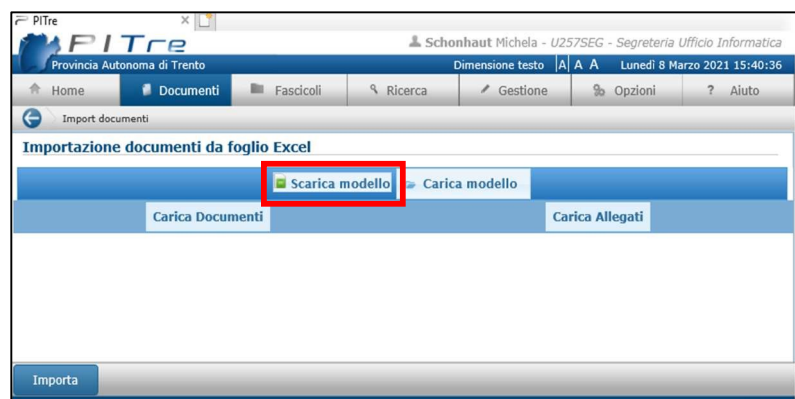 PITre
PITre
Schonhaut Michela - U257SEG - Segreteria Ufficio Informatica
Provincia Autonoma di Trento Dimensione testo A A A Lunedì 8 Marzo 2021 15:40:36
Home Documenti Fascicoli Ricerca Gestione Opzioni ? Aiuto
Import documenti
Importazione documenti da foglio Excel
Scarica modello Carica modello
Carica Documenti Carica Allegati
Importa